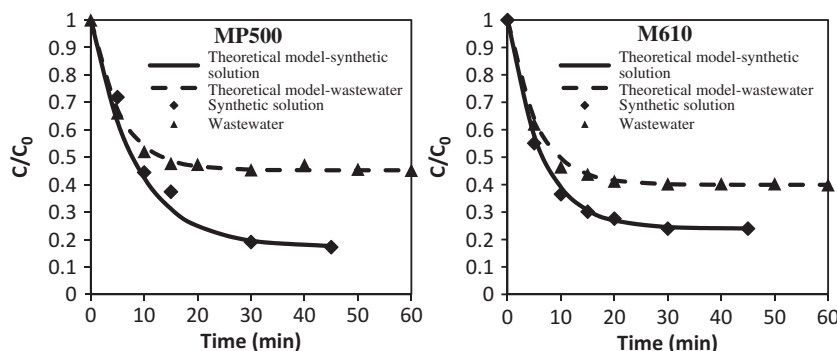 MP500
Theoretical model-synthetic
solution
Theoretical model-wastewater
Synthetic solution
Wastewater
C/C0
1
0.9
0.8
0.7
0.6
0.5
0.4
0.3
0.2
0.1
0
0 10 20 30 40 50 60
Time (min)
M610
Theoretical model-synthetic
solution
Theoretical model-wastewater
Synthetic solution
Wastewater
C/C0
1
0.9
0.8
0.7
0.6
0.5
0.4
0.3
0.2
0.1
0
0 10 20 30 40 50 60
Time (min)